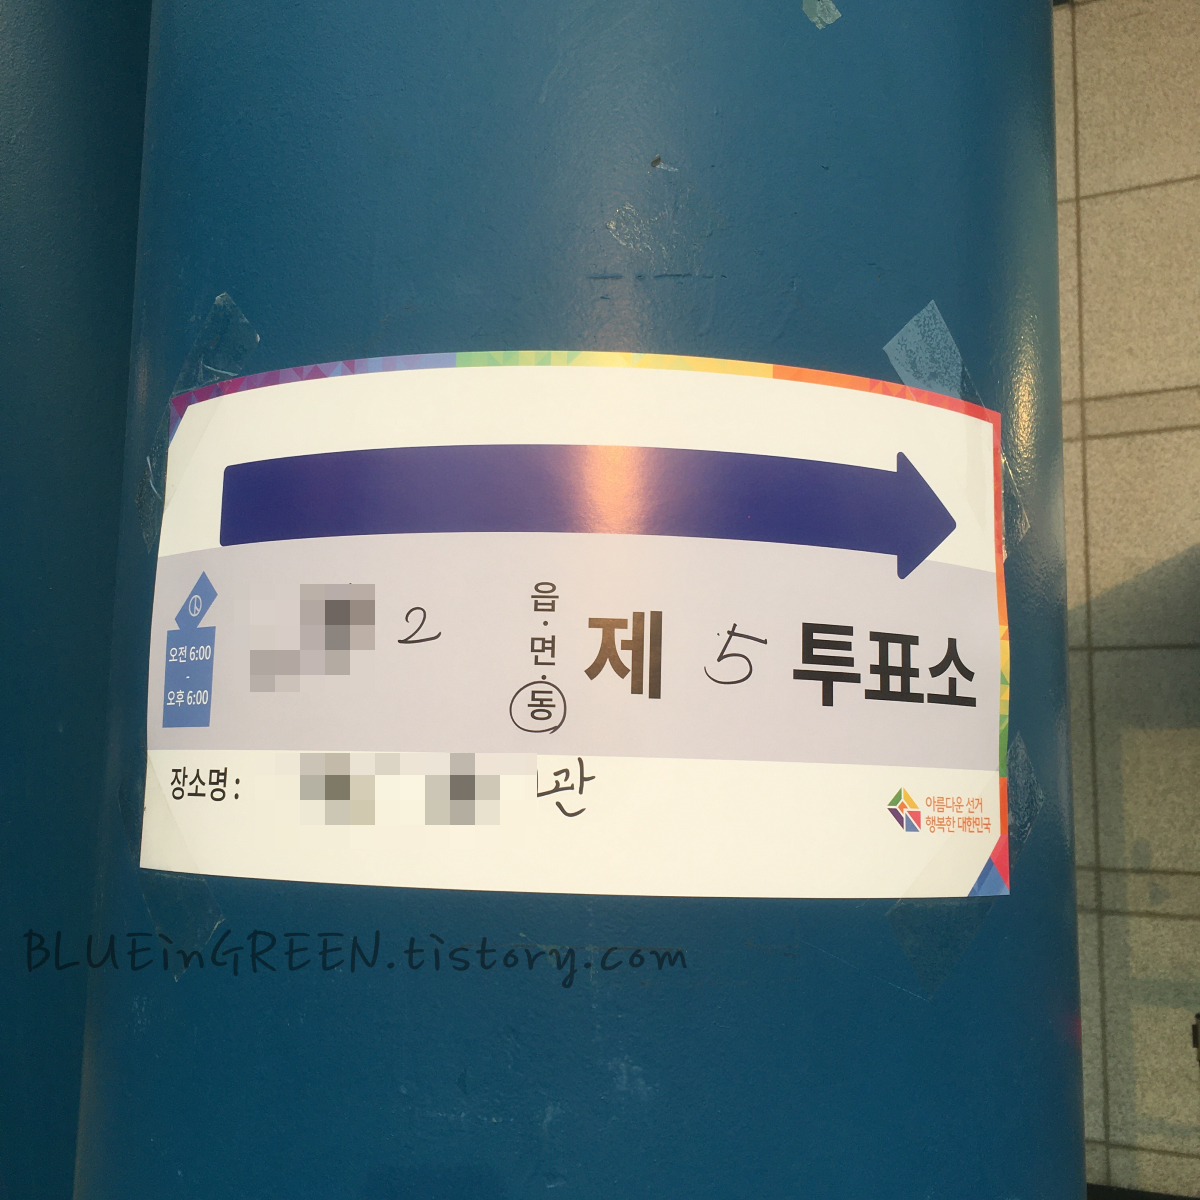 오전 6:00
-
오후 6:00
2 읍·면·동 제 5 투표소
장소명 : 관
아름다운 선거
행복한 대한민국
BLUEinGREEN.tistory.com